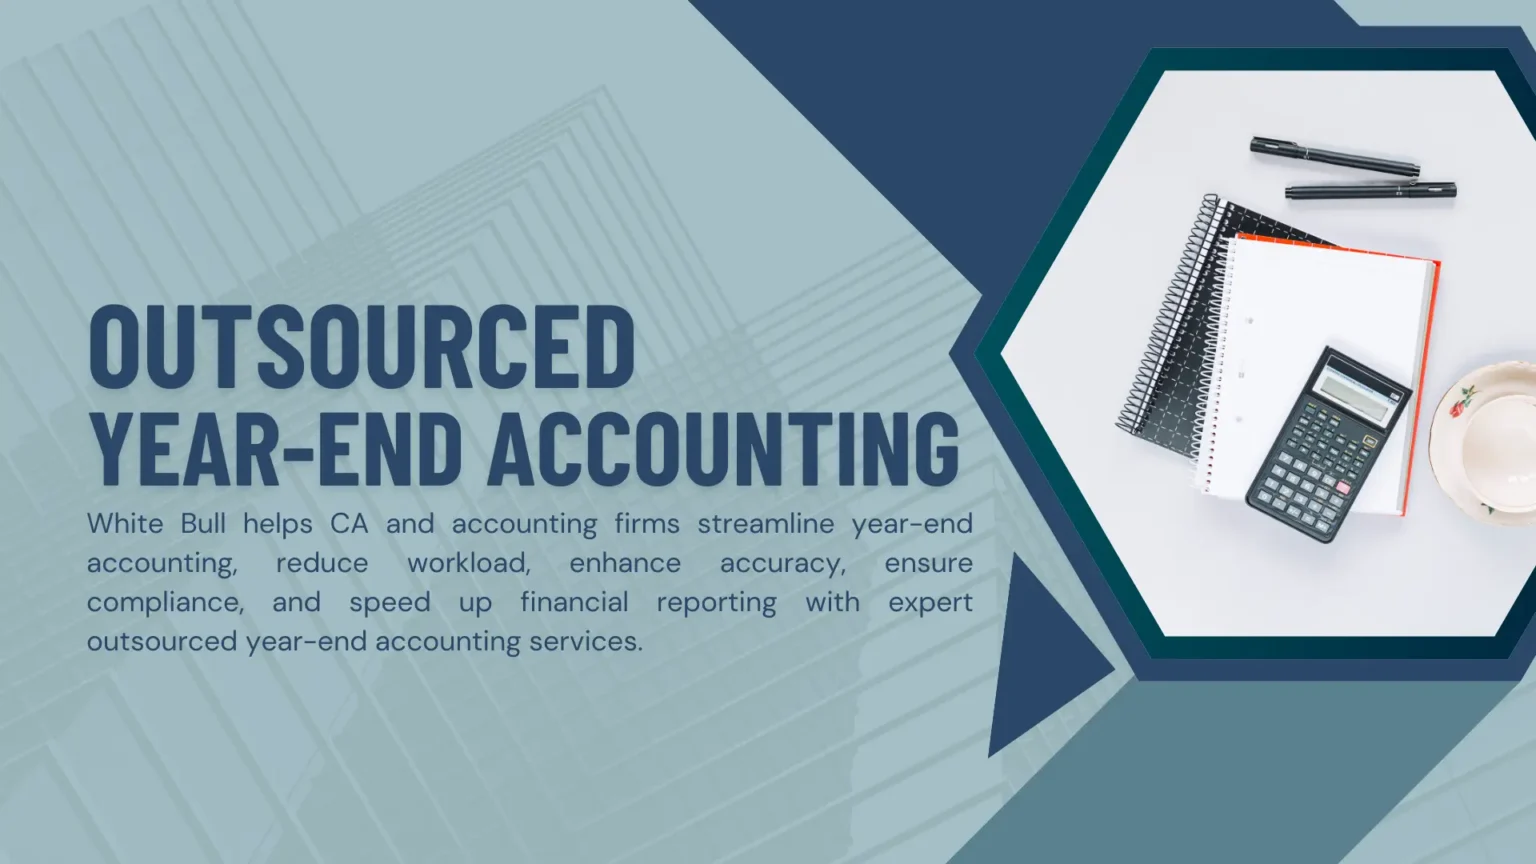 OUTSOURCED
YEAR-END ACCOUNTING
White Bull helps CA and accounting firms streamline year-end
accounting, reduce workload, enhance accuracy, ensure
compliance, and speed up financial reporting with expert
outsourced year-end accounting services.